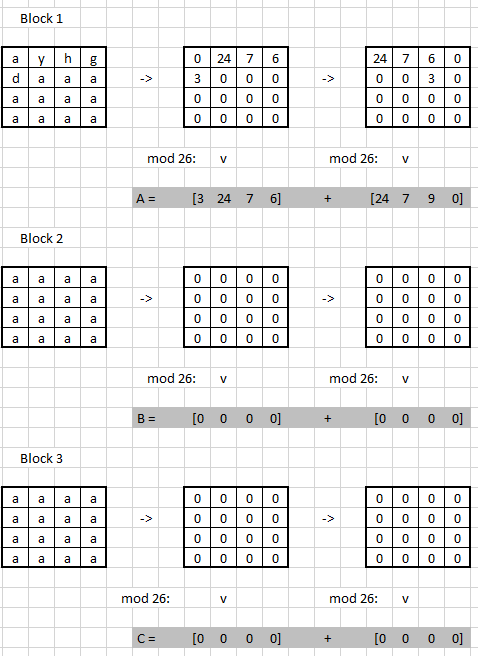 Block 1
a y h g 0 24 7 6 24 7 6 0
d a a a -> 3 0 0 0 -> 0 0 3 0
a a a a 0 0 0 0 0 0 0 0
a a a a 0 0 0 0 0 0 0 0
mod 26: v mod 26: v
A = [3 24 7 6] + [24 7 9 0]
Block 2
a a a a 0 0 0 0 0 0 0 0
a a a a -> 0 0 0 0 -> 0 0 0 0
a a a a 0 0 0 0 0 0 0 0
a a a a 0 0 0 0 0 0 0 0
mod 26: v mod 26: v
B = [0 0 0 0] + [0 0 0 0]
Block 3
a a a a 0 0 0 0 0 0 0 0
a a a a -> 0 0 0 0 -> 0 0 0 0
a a a a 0 0 0 0 0 0 0 0
a a a a 0 0 0 0 0 0 0 0
mod 26: v mod 26: v
C = [0 0 0 0] + [0 0 0 0]